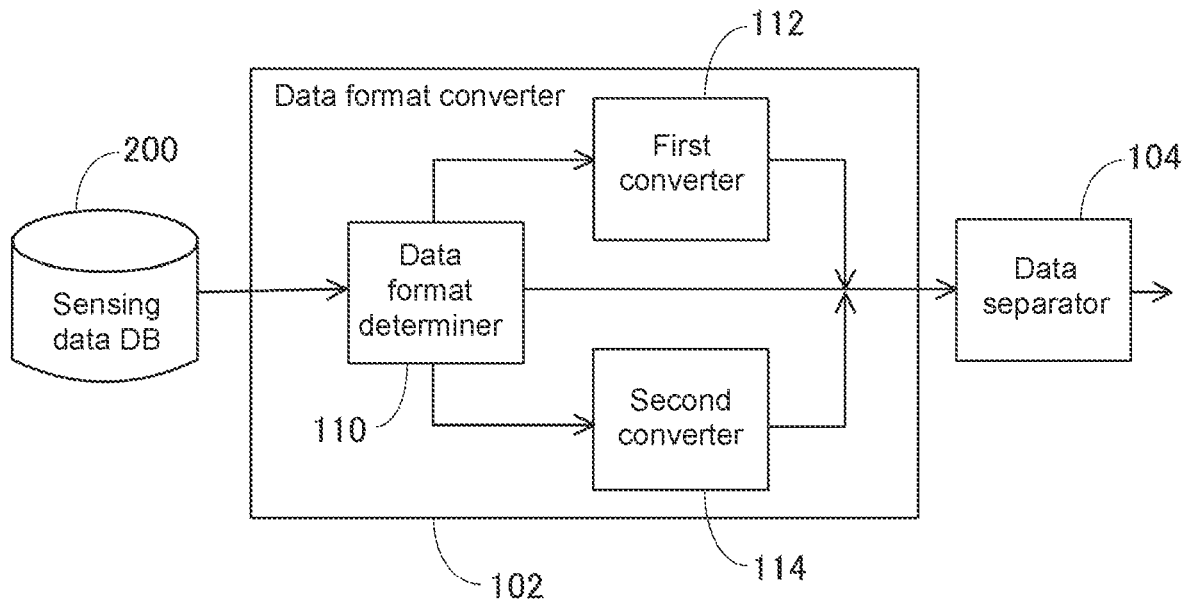 112
Data format converter
200
First
converter
104
Sensing
data DB
Data
format
determiner
Data
separator
110
Second
converter
102
114